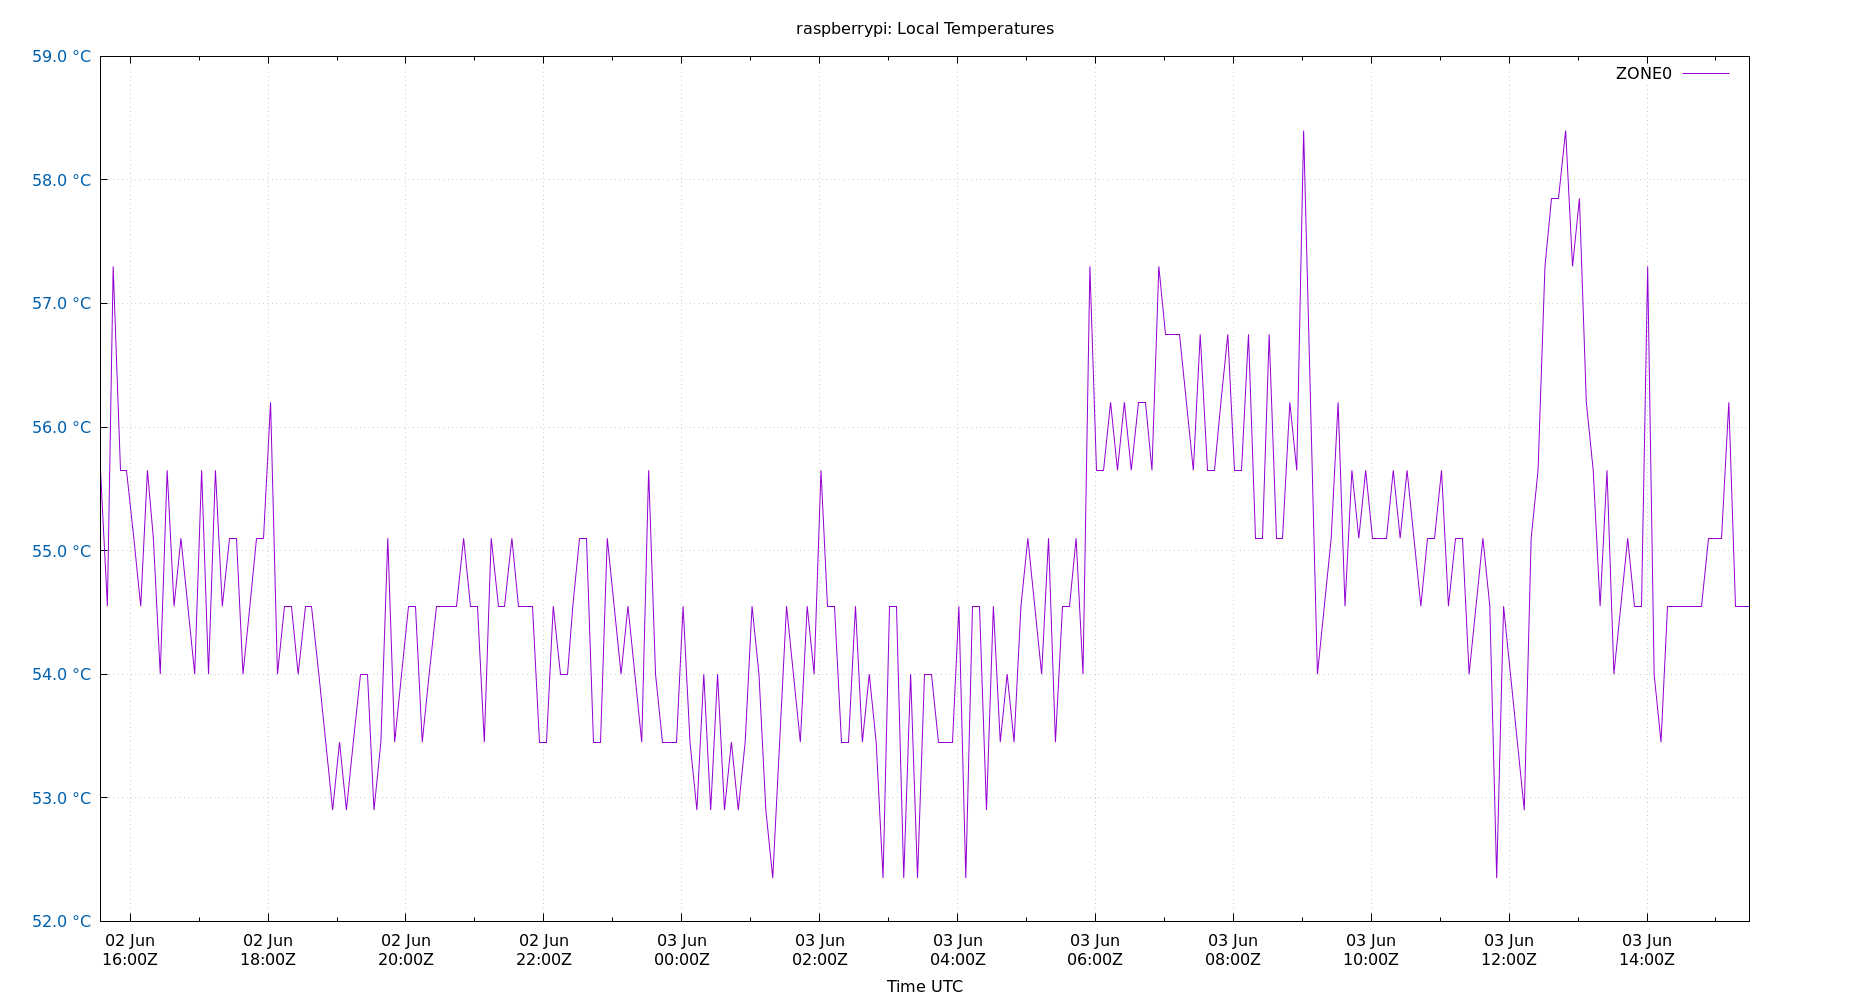 raspberrypi: Local Temperatures
59.0 °C
ZONE0
58.0 °C
57.0 °C
56.0 °C
55.0 °C
54.0 °C
53.0 °C
52.0 °C
02 Jun 02 Jun 02 Jun 02 Jun 03 Jun 03 Jun 03 Jun 03 Jun 03 Jun 03 Jun 03 Jun 03 Jun
16:00Z 18:00Z 20:00Z 22:00Z 00:00Z 02:00Z 04:00Z 06:00Z 08:00Z 10:00Z 12:00Z 14:00Z
Time UTC